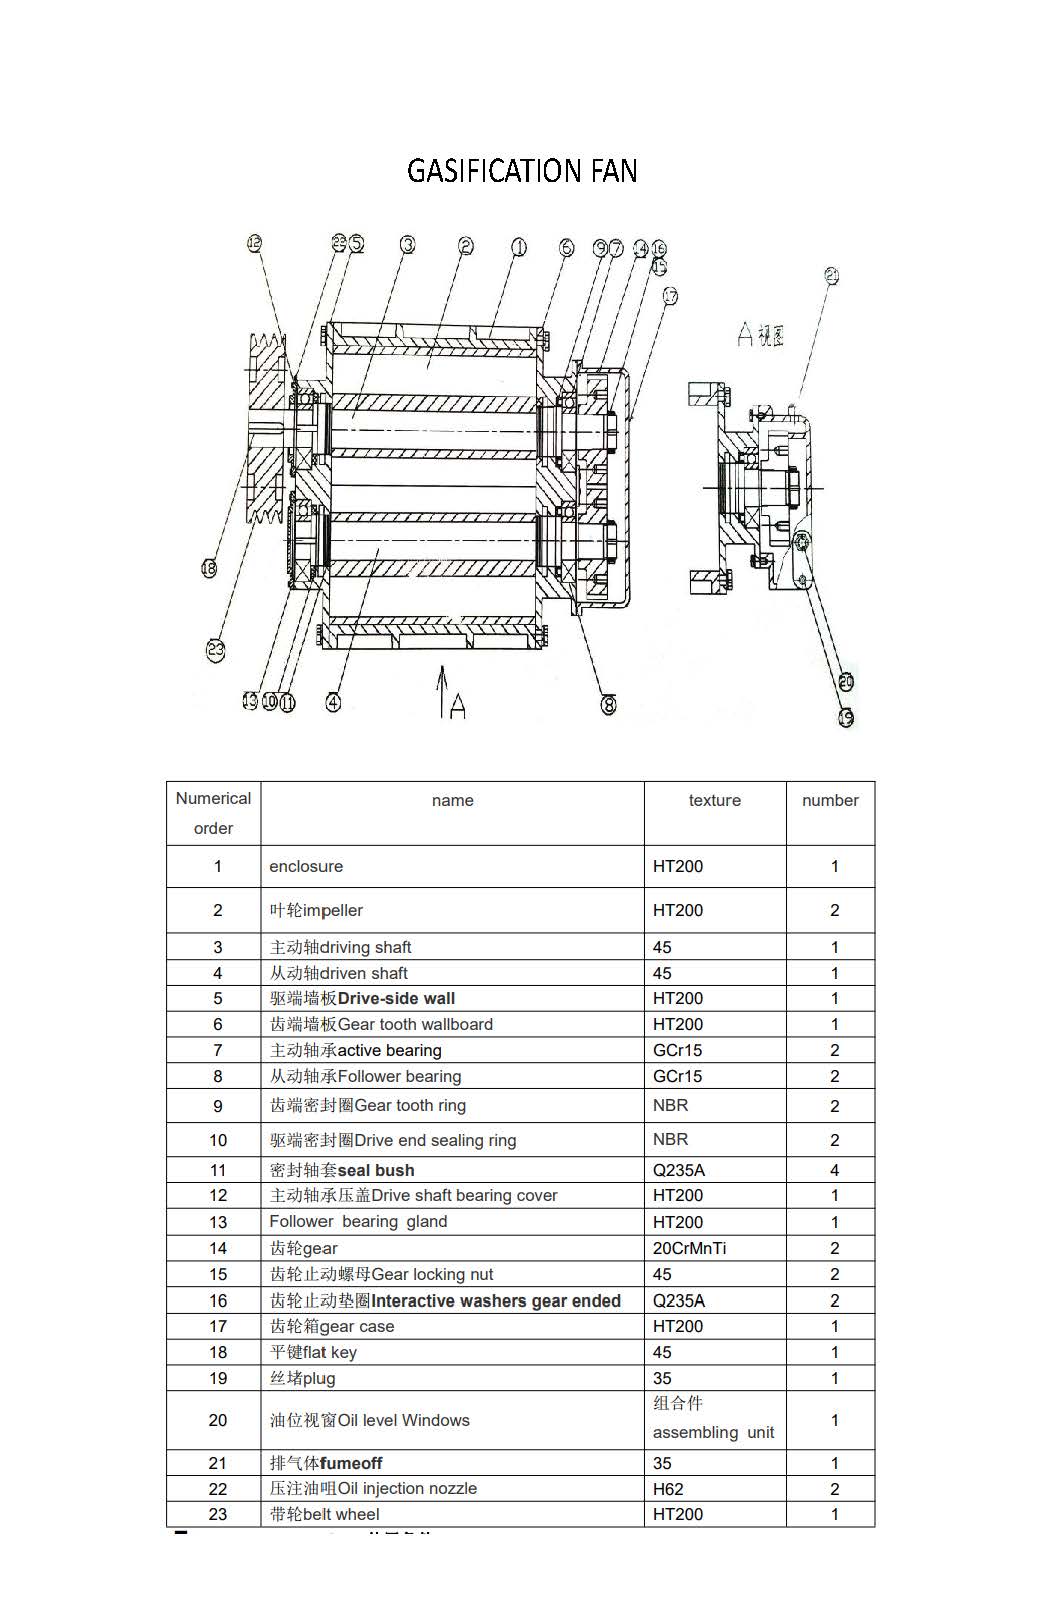 GASIFICATION FAN
12 22 5 3 2 1 6 9 7 14 16
15
17
21
A 视图
18
23
13 10 11 4 A 8
20
19
Numerical order name texture number
1 enclosure HT200 1
2 叶轮impeller HT200 2
3 主动轴driving shaft 45 1
4 从动轴driven shaft 45 1
5 驱端墙板Drive-side wall HT200 1
6 齿端墙板Gear tooth wallboard HT200 1
7 主动轴承active bearing GCr15 2
8 从动轴承Follower bearing GCr15 2
9 齿端密封圈Gear tooth ring NBR 2
10 驱端密封圈Drive end sealing ring NBR 2
11 密封轴套seal bush Q235A 4
12 主动轴承压盖Drive shaft bearing cover HT200 1
13 Follower bearing gland HT200 1
14 齿轮gear 20CrMnTi 2
15 齿轮止动螺母Gear locking nut 45 2
16 齿轮止动垫圈Interactive washers gear ended Q235A 2
17 齿轮箱gear case HT200 1
18 平键flat key 45 1
19 丝堵plug 35 1
20 油位视窗Oil level Windows 组合件 assembling unit 1
21 排气体fumeoff 35 1
22 压注油咀Oil injection nozzle H62 2
23 带轮belt wheel HT200 1